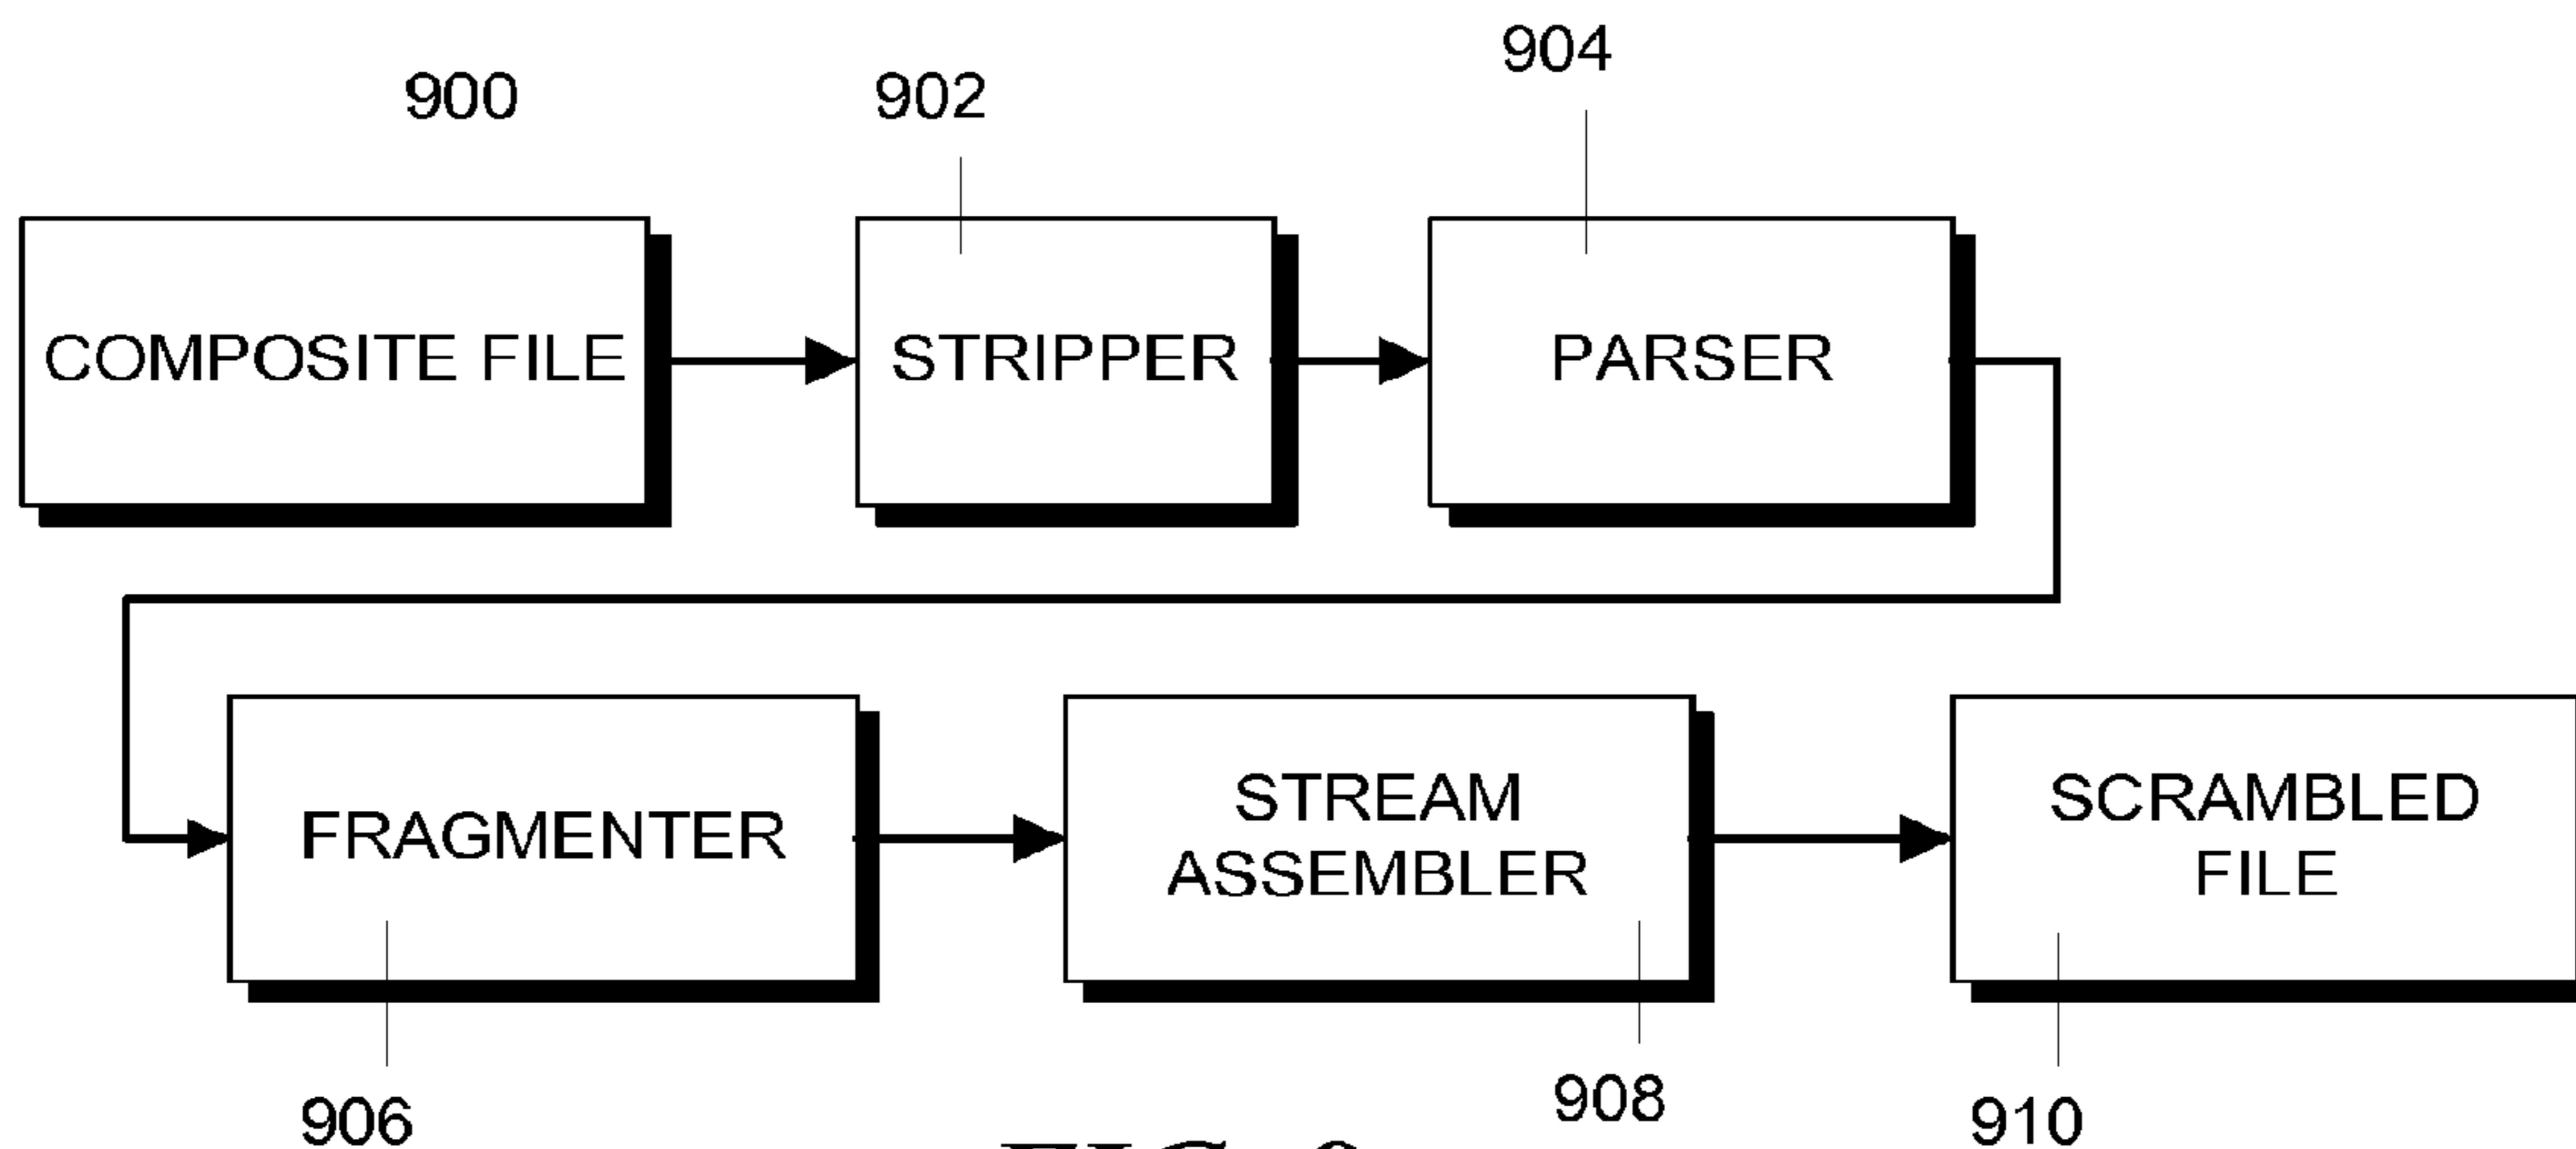 900
902
904
COMPOSITE FILE
STRIPPER
PARSER
FRAGMENTER
STREAM
ASSEMBLER
SCRAMBLED
FILE
906
908
910